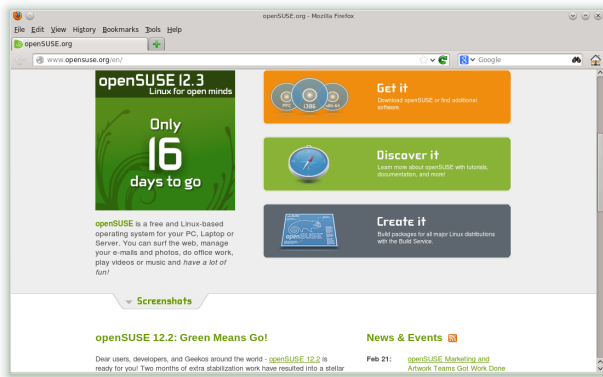 openSUSE.org - Mozilla Firefox
File Edit View History Bookmarks Tools Help
openSUSE.org
www.opensuse.org/en/
Google
openSUSE 12.3
Linux for open minds
Only
16
days to go
openSUSE is a free and Linux-based
operating system for your PC, Laptop or
Server. You can surf the web, manage
your e-mails and photos, do office work,
play videos or music and have a lot of
fun!
PPC
i386
Get it
Download openSUSE or find additional
software.
Discover it
Learn more about openSUSE with tutorials,
documentation, and more!
openSUSE
Create it
Build packages for all major Linux distributions
with the Build Service.
Screenshots
openSUSE 12.2: Green Means Go!
Dear users, developers, and Geekos around the world - openSUSE 12.2 is
ready for you! Two months of extra stabilization work have resulted into a stellar
News & Events
Feb 21: openSUSE Marketing and
Artwork Teams Got Work Done